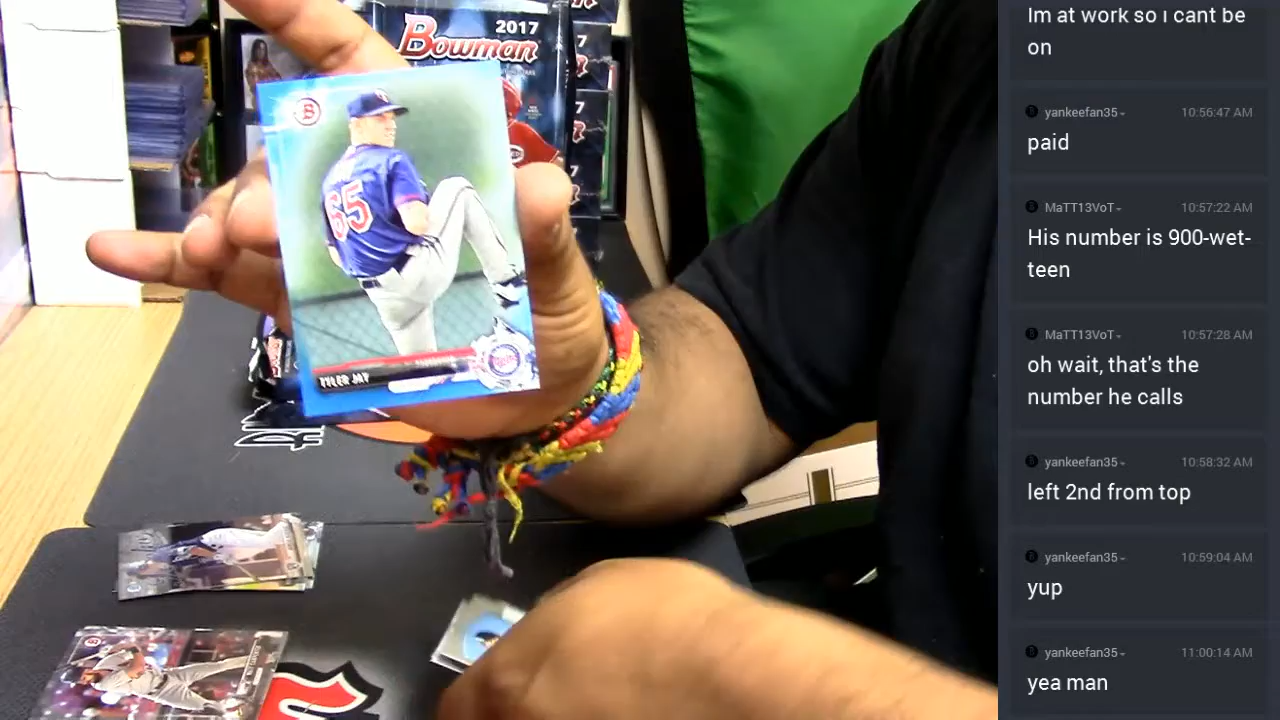 2017
Bowman
B
65
TYLER JAY
Twins
Im at work so i cant be
on
yankeefan35
10:56:47 AM
paid
MaTT13VoT
10:57:22 AM
His number is 900-wet-
teen
MaTT13VoT
10:57:28 AM
oh wait, that's the
number he calls
yankeefan35
10:58:32 AM
left 2nd from top
yankeefan35
10:59:04 AM
yup
yankeefan35
11:00:14 AM
yea man